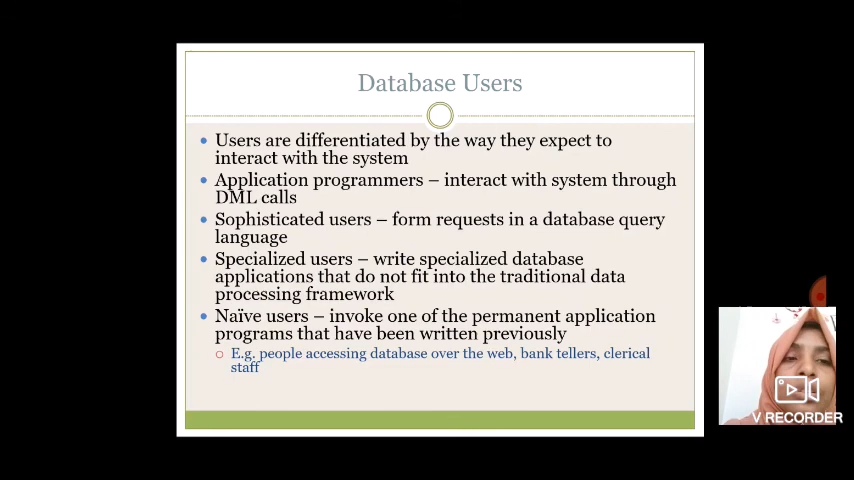 Database Users
Users are differentiated by the way they expect to
interact with the system
Application programmers – interact with system through
DML calls
Sophisticated users – form requests in a database query
language
Specialized users – write specialized database
applications that do not fit into the traditional data
processing framework
Naïve users – invoke one of the permanent application
programs that have been written previously
E.g. people accessing database over the web, bank tellers, clerical
staff
V RECORDER